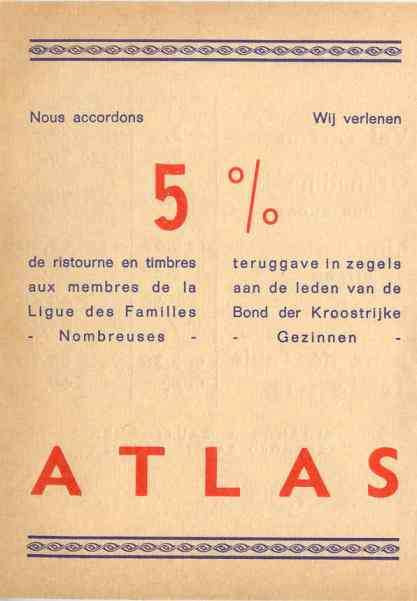 Nous accordons
Wij verlenen
5 %
de ristourne en timbres
aux membres de la
Ligue des Familles
- Nombreuses -
teruggave in zegels
aan de leden van de
Bond der Kroostrijke
- Gezinnen -
ATLAS